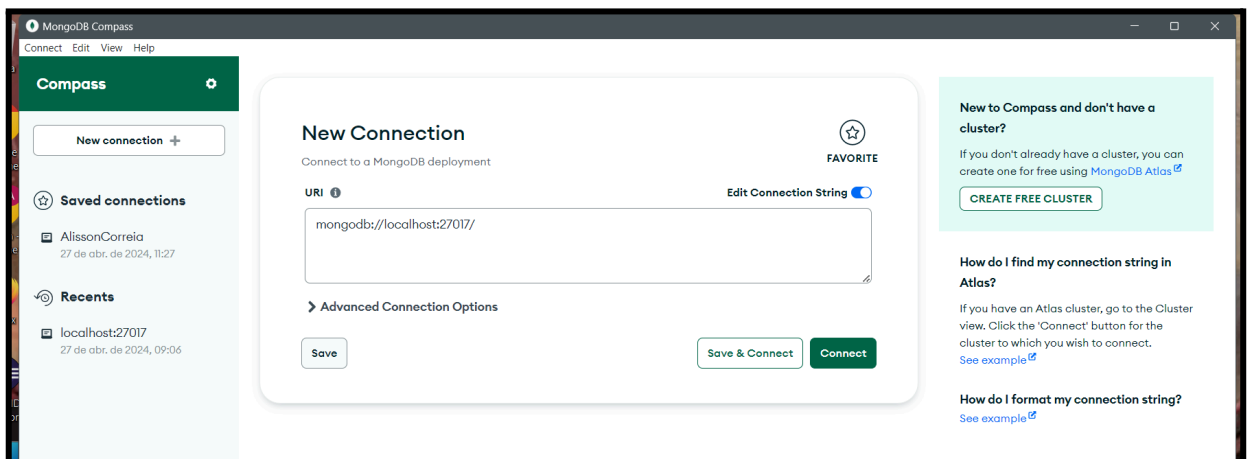 MongoDB Compass
Connect Edit View Help
Compass
New connection +
Saved connections
AlissonCorreia
27 de abr. de 2024, 11:27
Recents
localhost:27017
27 de abr. de 2024, 09:06
New Connection
Connect to a MongoDB deployment
FAVORITE
URI
Edit Connection String
mongodb://localhost:27017/
Advanced Connection Options
Save
Save & Connect
Connect
New to Compass and don't have a
cluster?
If you don't already have a cluster, you can
create one for free using MongoDB Atlas
CREATE FREE CLUSTER
How do I find my connection string in
Atlas?
If you have an Atlas cluster, go to the Cluster
view. Click the 'Connect' button for the
cluster to which you wish to connect.
See example
How do I format my connection string?
See example